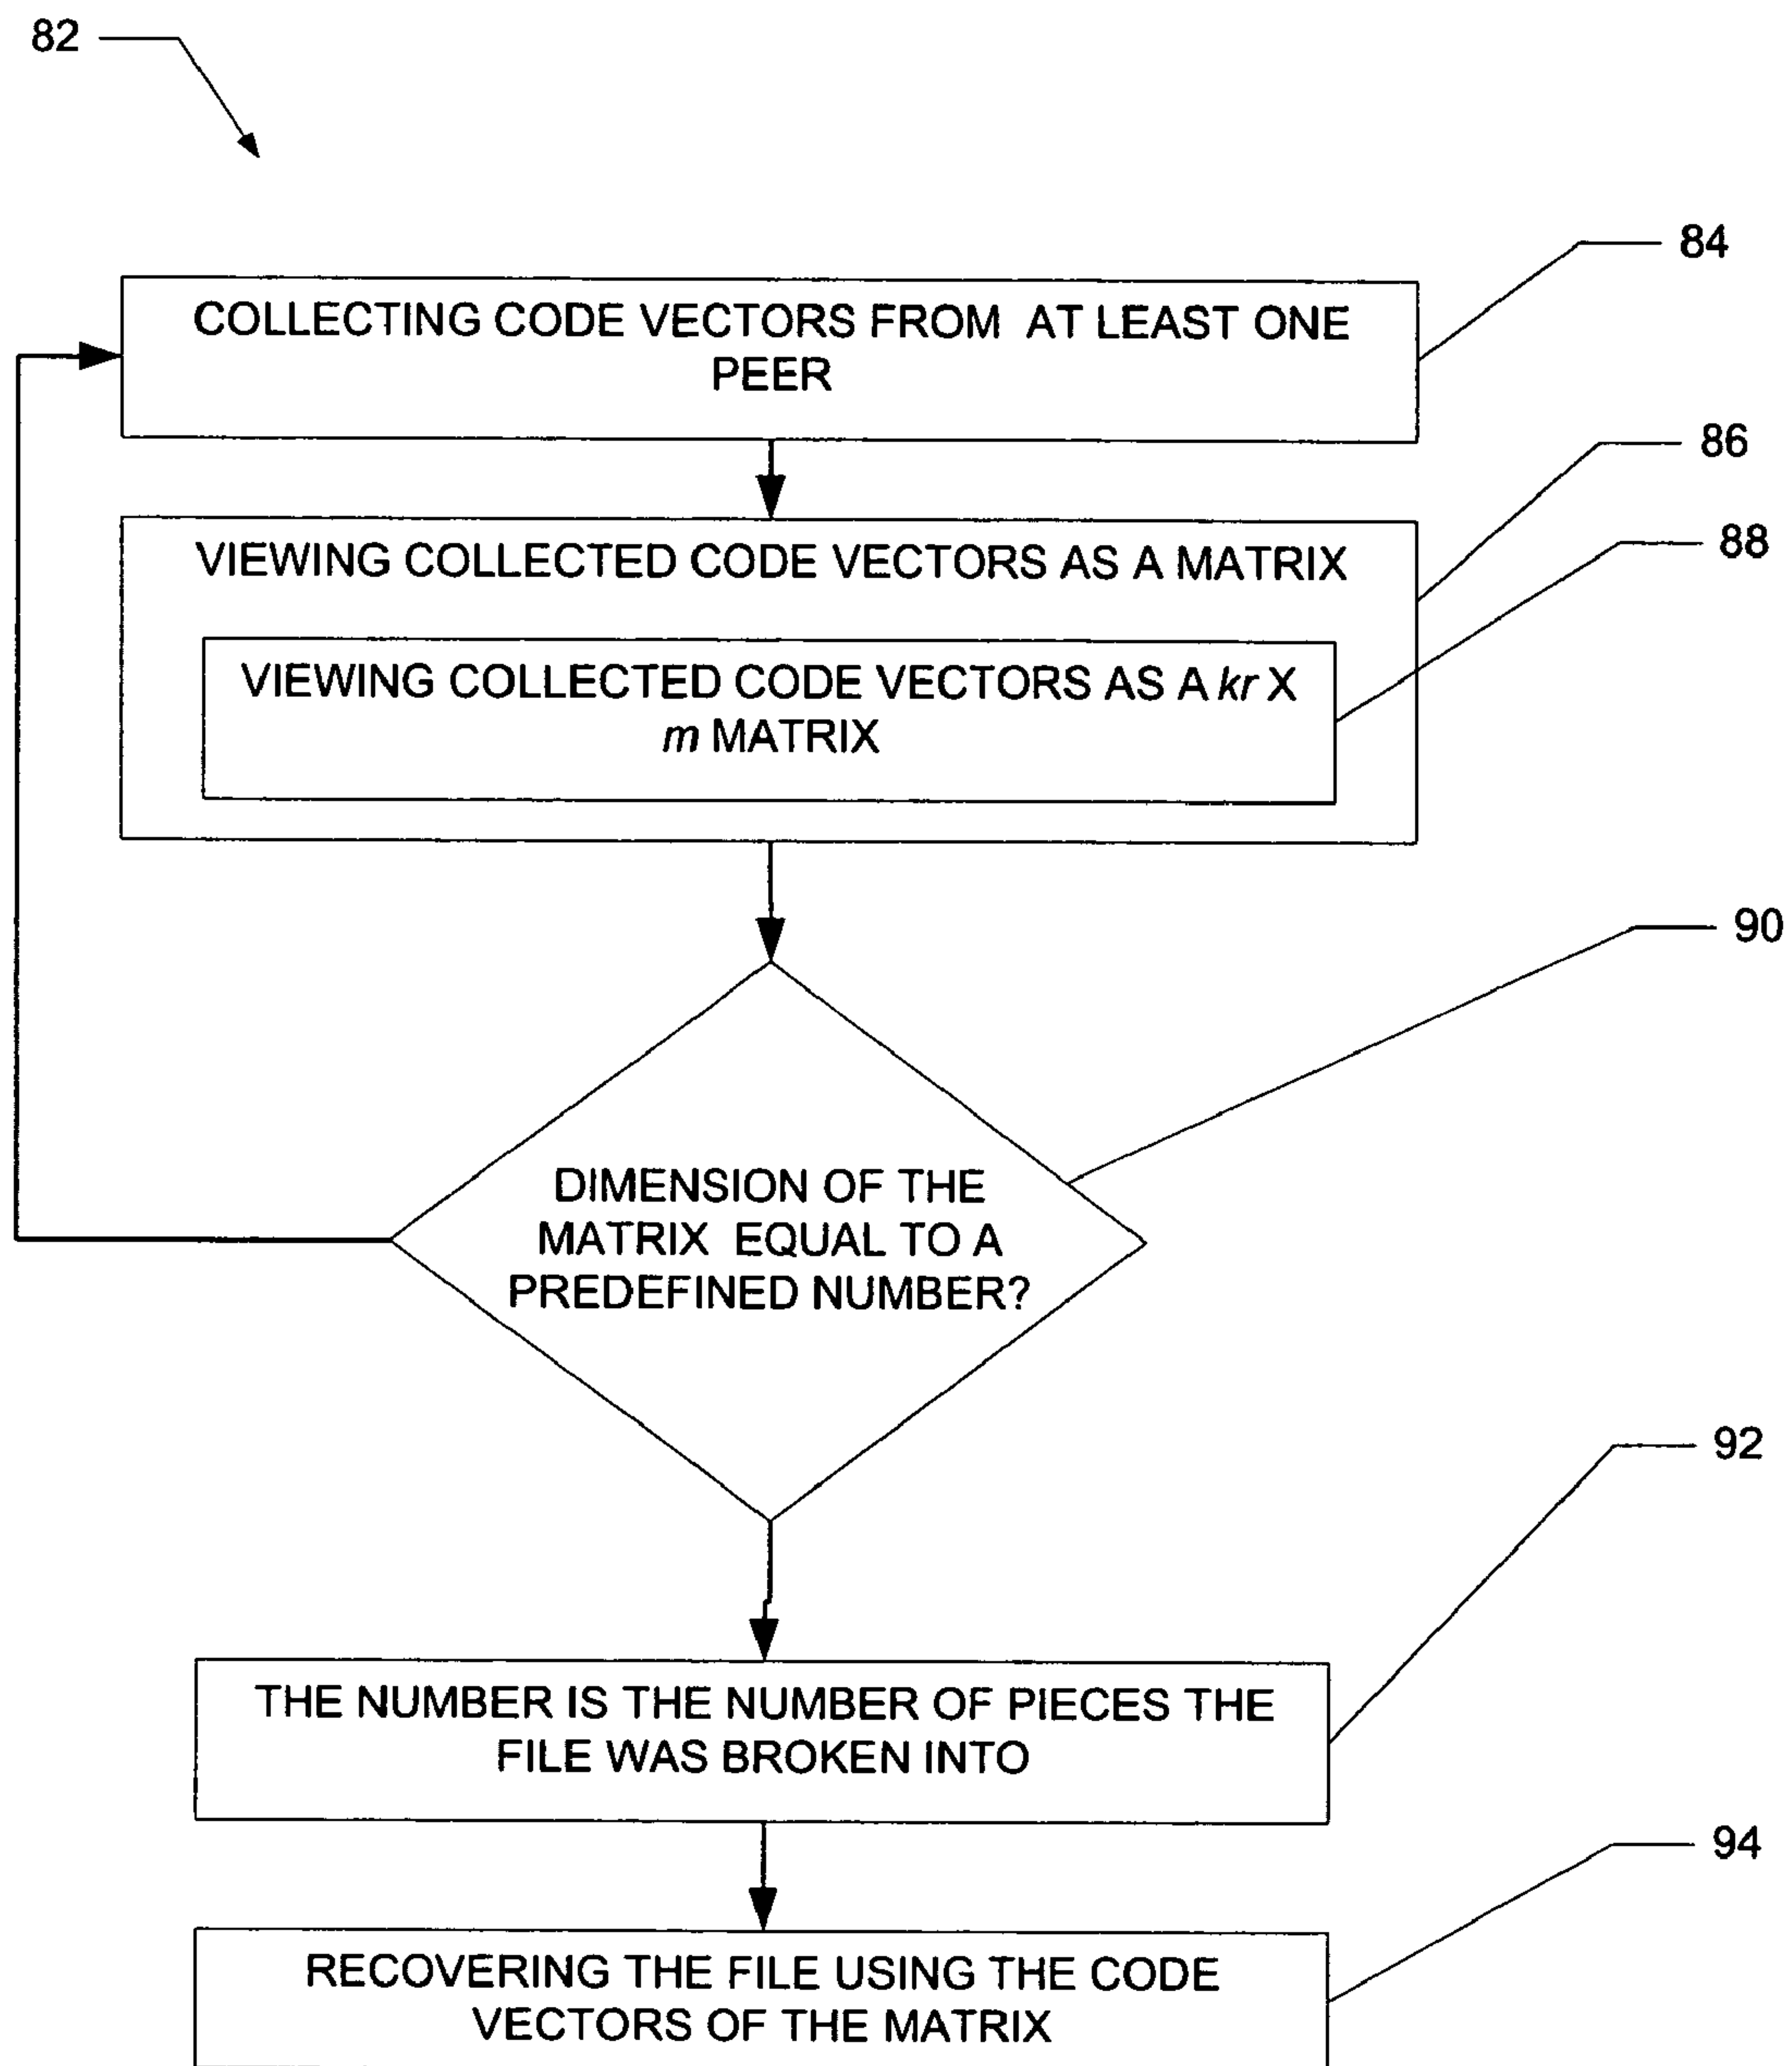 82
84
COLLECTING CODE VECTORS FROM AT LEAST ONE
PEER
86
VIEWING COLLECTED CODE VECTORS AS A MATRIX
88
VIEWING COLLECTED CODE VECTORS AS A kr X
m MATRIX
90
DIMENSION OF THE
MATRIX EQUAL TO A
PREDEFINED NUMBER?
92
THE NUMBER IS THE NUMBER OF PIECES THE
FILE WAS BROKEN INTO
94
RECOVERING THE FILE USING THE CODE
VECTORS OF THE MATRIX